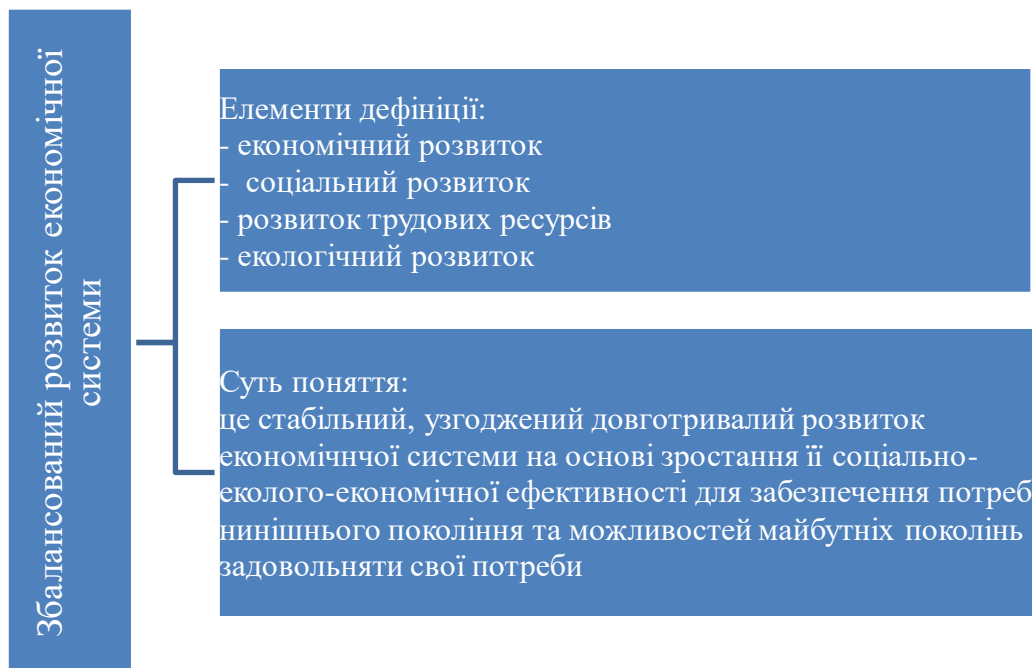 Збалансований розвиток економічної
системи
Елементи дефініції:
- економічний розвиток
-  соціальний розвиток
- розвиток трудових ресурсів
- екологічний розвиток
Суть поняття:
це стабільний, узгоджений довготривалий розвиток
економічнчої системи на основі зростання її соціально-
еколого-економічної ефективності для забезпечення потреб
нинішнього покоління та можливостей майбутніх поколінь
задовольняти свої потреби